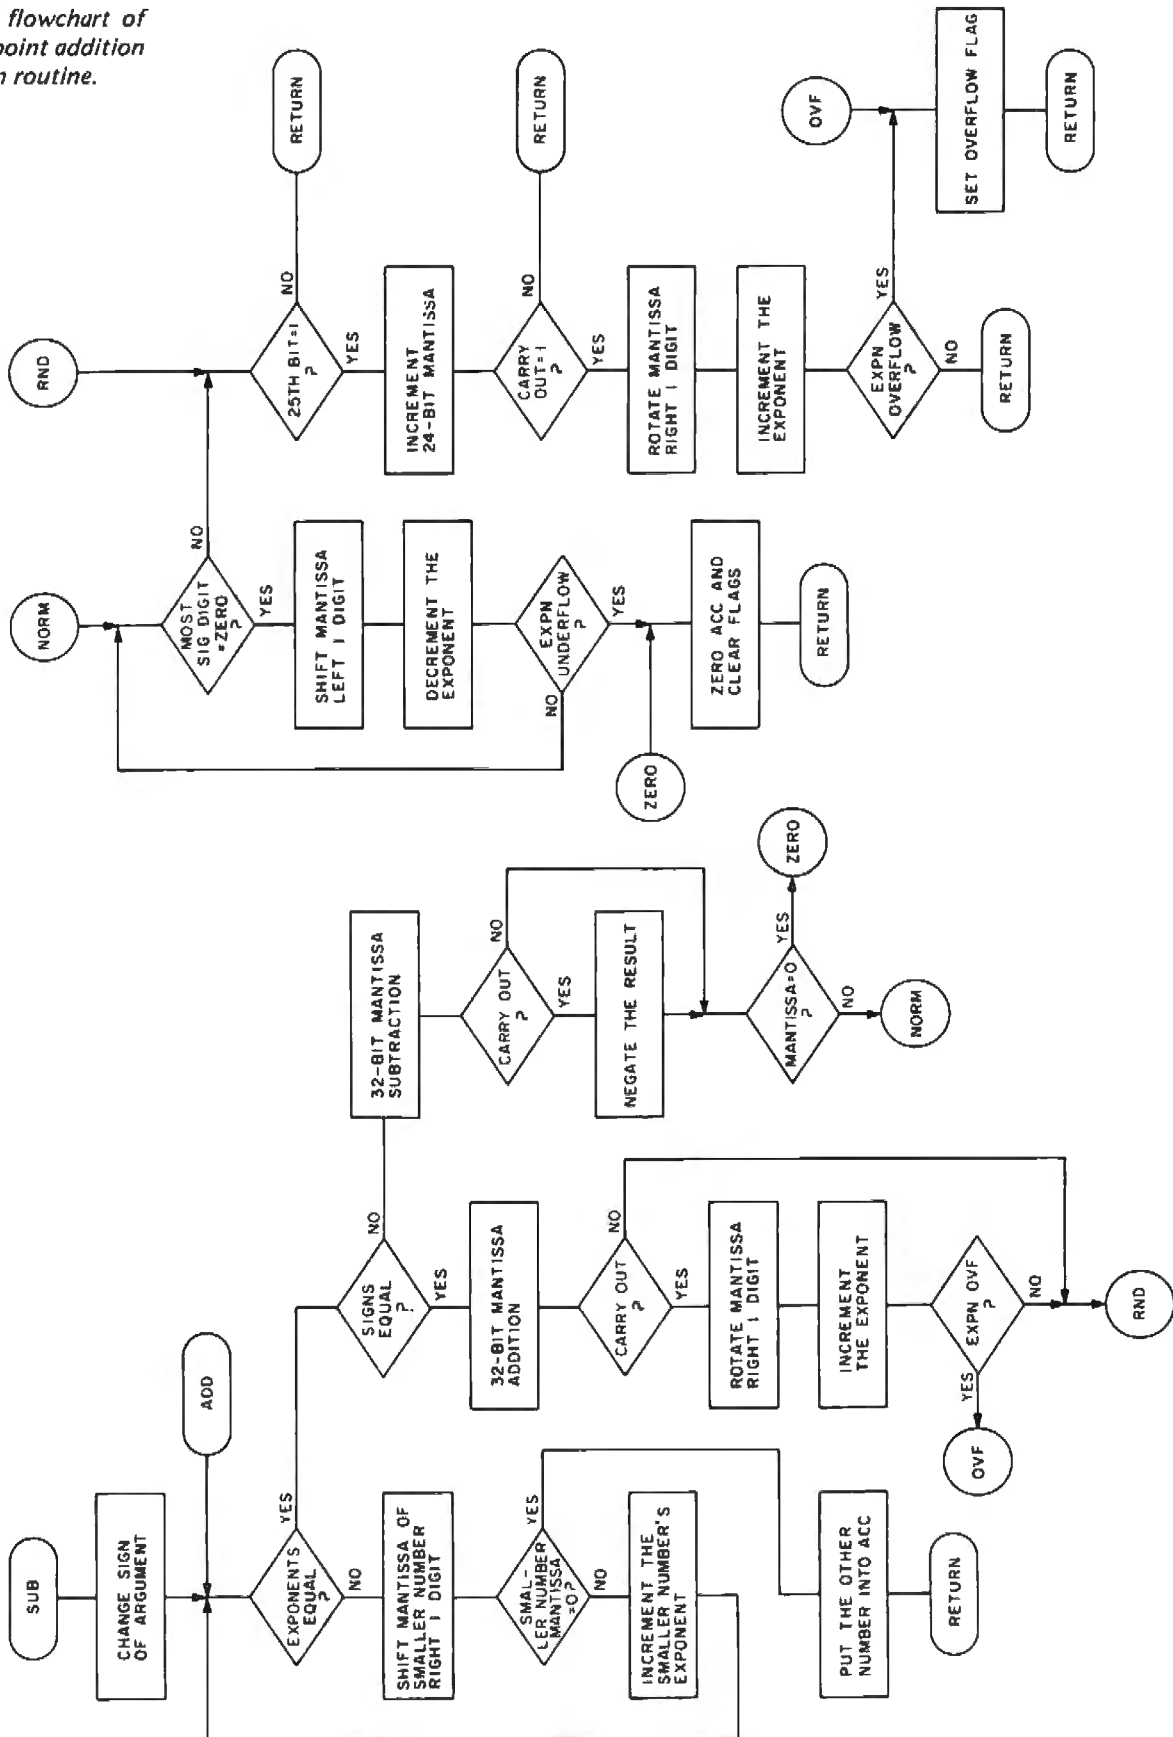 flowchart of
point addition
n routine.
SUB
CHANGE SIGN
OF ARGUMENT
ADD
EXPONENTS
EQUAL
?
YES
NO
SHIFT MANTISSA OF
SMALLER NUMBER
RIGHT 1 DIGIT
SMAL-
LER NUMBER
MANTISSA
=0?
YES
NO
INCREMENT THE
SMALLER NUMBER'S
EXPONENT
PUT THE OTHER
NUMBER INTO ACC
RETURN
SIGNS
EQUAL
?
NO
YES
32-BIT MANTISSA
ADDITION
CARRY OUT
?
NO
YES
ROTATE MANTISSA
RIGHT 1 DIGIT
INCREMENT
THE EXPONENT
EXPN OVF
?
YES
NO
OVF
RND
32-BIT MANTISSA
SUBTRACTION
CARRY OUT
?
NO
YES
NEGATE THE RESULT
MANTISSA=0
?
YES
NO
ZERO
NORM
NORM
MOST
SIG DIGIT
=ZERO
?
NO
YES
SHIFT MANTISSA
LEFT 1 DIGIT
DECREMENT THE
EXPONENT
EXPN
UNDERFLOW
?
NO
YES
ZERO
ZERO ACC AND
CLEAR FLAGS
RETURN
RND
25TH BIT=1
?
NO
RETURN
YES
INCREMENT
24-BIT MANTISSA
CARRY
OUT=1
?
NO
RETURN
YES
ROTATE MANTISSA
RIGHT 1 DIGIT
INCREMENT THE
EXPONENT
EXPN
OVERFLOW
?
YES
NO
RETURN
OVF
SET OVERFLOW FLAG
RETURN